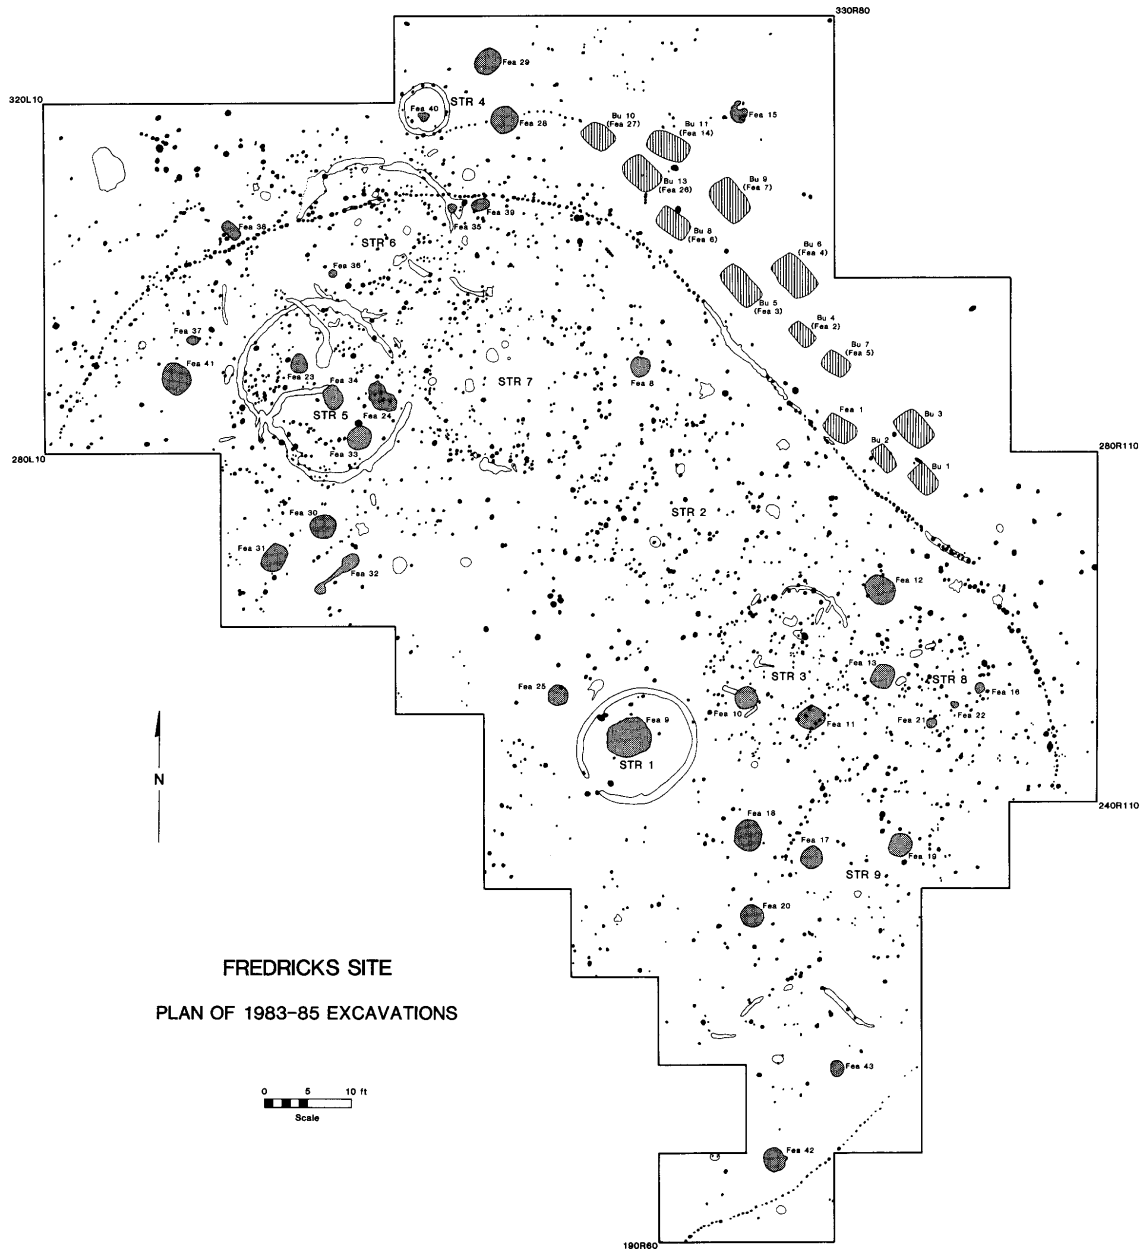 330R80
Fea 29
320L10
STR 4
Fea 40
Fea 28
Bu 10
(Fea 27)
Bu 11
(Fea 14)
Fea 15
Bu 13
(Fea 26)
Bu 9
(Fea 7)
Fea 38
Fea 35
Fea 39
Bu 8
(Fea 6)
STR 6
Bu 6
(Fea 4)
Fea 36
Bu 5
(Fea 3)
Bu 4
(Fea 2)
Fea 37
Bu 7
(Fea 5)
Fea 41
Fea 23
Fea 34
STR 7
Fea 8
STR 5
Fea 24
Fea 1
Bu 3
Fea 33
Bu 2
280L10
280R110
Bu 1
Fea 30
STR 2
Fea 31
Fea 32
Fea 12
Fea 13
STR 3
STR 8
Fea 16
Fea 25
Fea 10
Fea 22
Fea 9
Fea 11
Fea 21
STR 1
N
240R110
Fea 18
Fea 17
Fea 19
STR 9
Fea 20
FREDRICKS SITE
PLAN OF 1983-85 EXCAVATIONS
Fea 43
0 5 10 ft
Scale
Fea 42
190R60